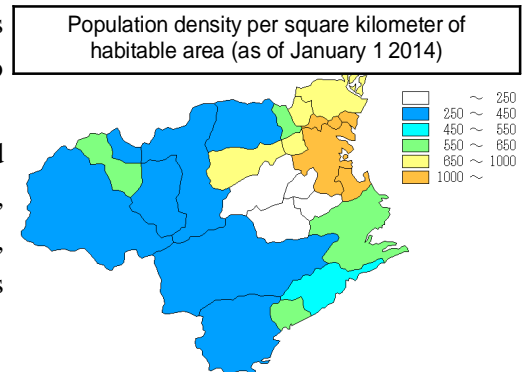 Population density per square kilometer of
habitable area (as of January 1 2014)
～ 250
250 ～ 450
450 ～ 550
550 ～ 650
650 ～ 1000
1000 ～